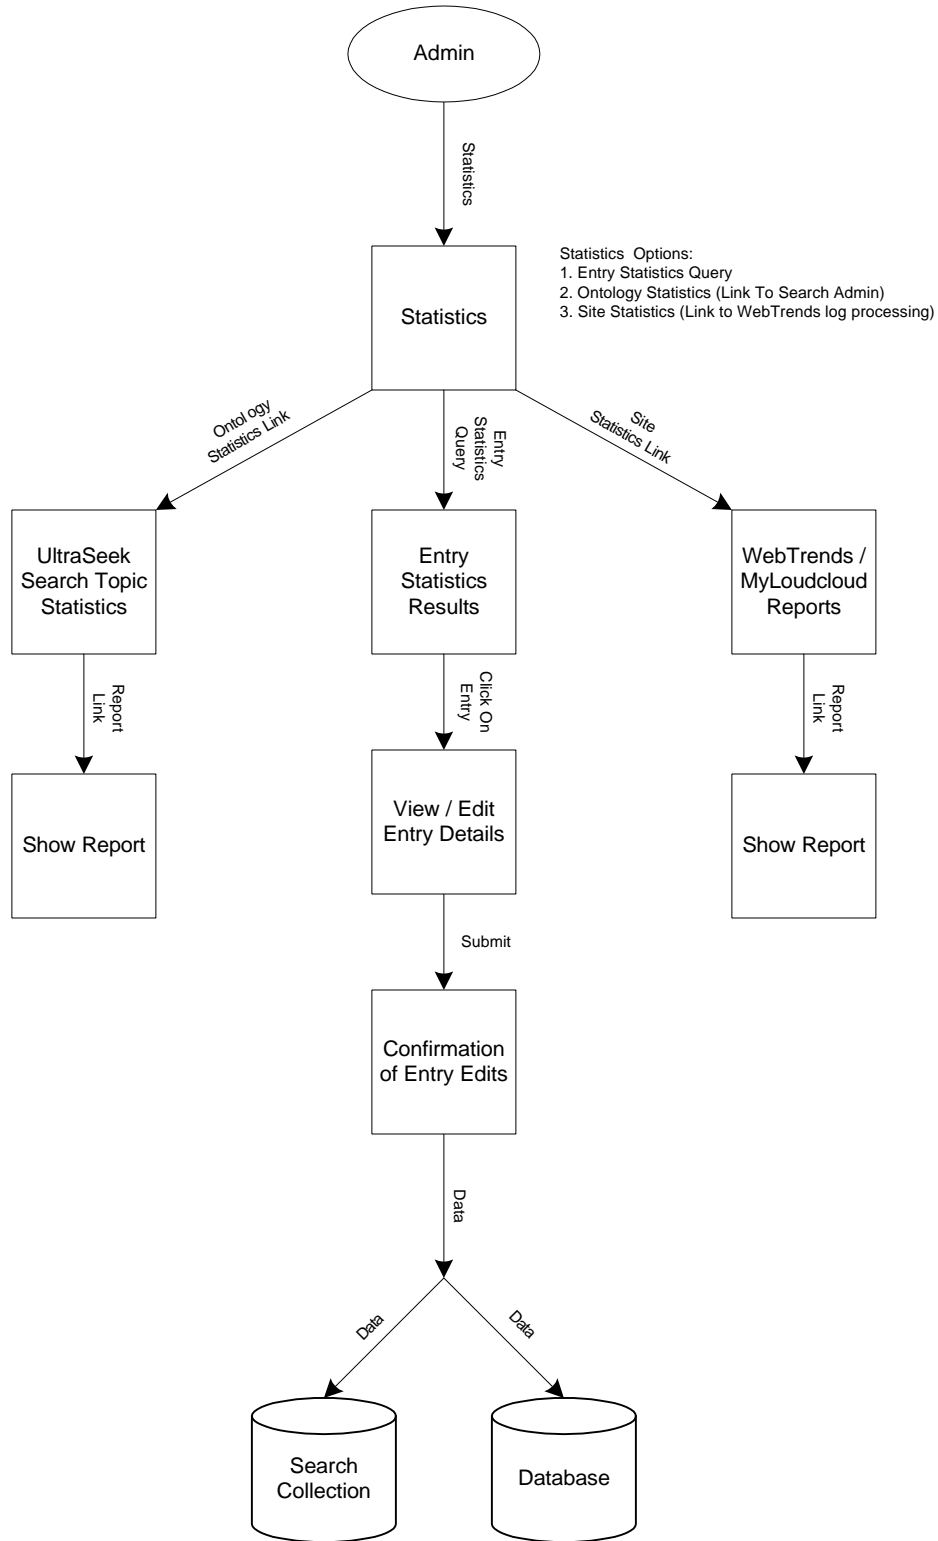 Admin
Statistics
Statistics
Statistics  Options:
1. Entry Statistics Query
2. Ontology Statistics (Link To Search Admin)
3. Site Statistics (Link to WebTrends log processing)
Ontology
Statistics Link
Entry
Statistics
Query
Site
Statistics Link
UltraSeek
Search Topic
Statistics
Entry
Statistics
Results
WebTrends /
MyLoudcloud
Reports
Report
Link
Click On
Entry
Report
Link
Show Report
View / Edit
Entry Details
Show Report
Submit
Confirmation
of Entry Edits
Data
Data
Data
Search
Collection
Database